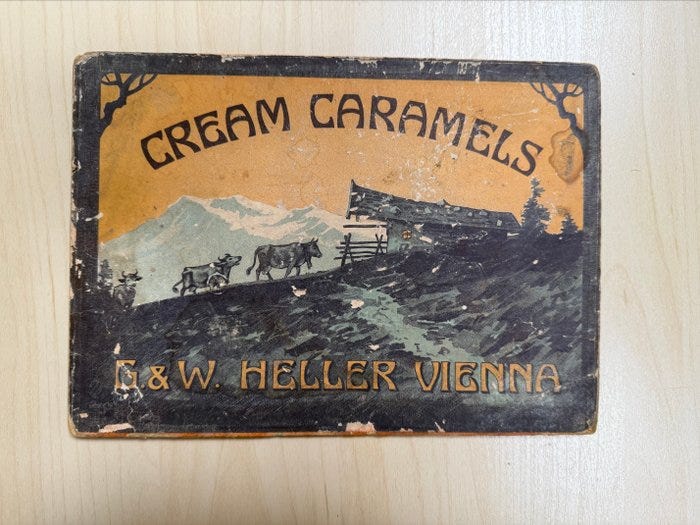 CREAM CARAMELS
G. & W. HELLER VIENNA